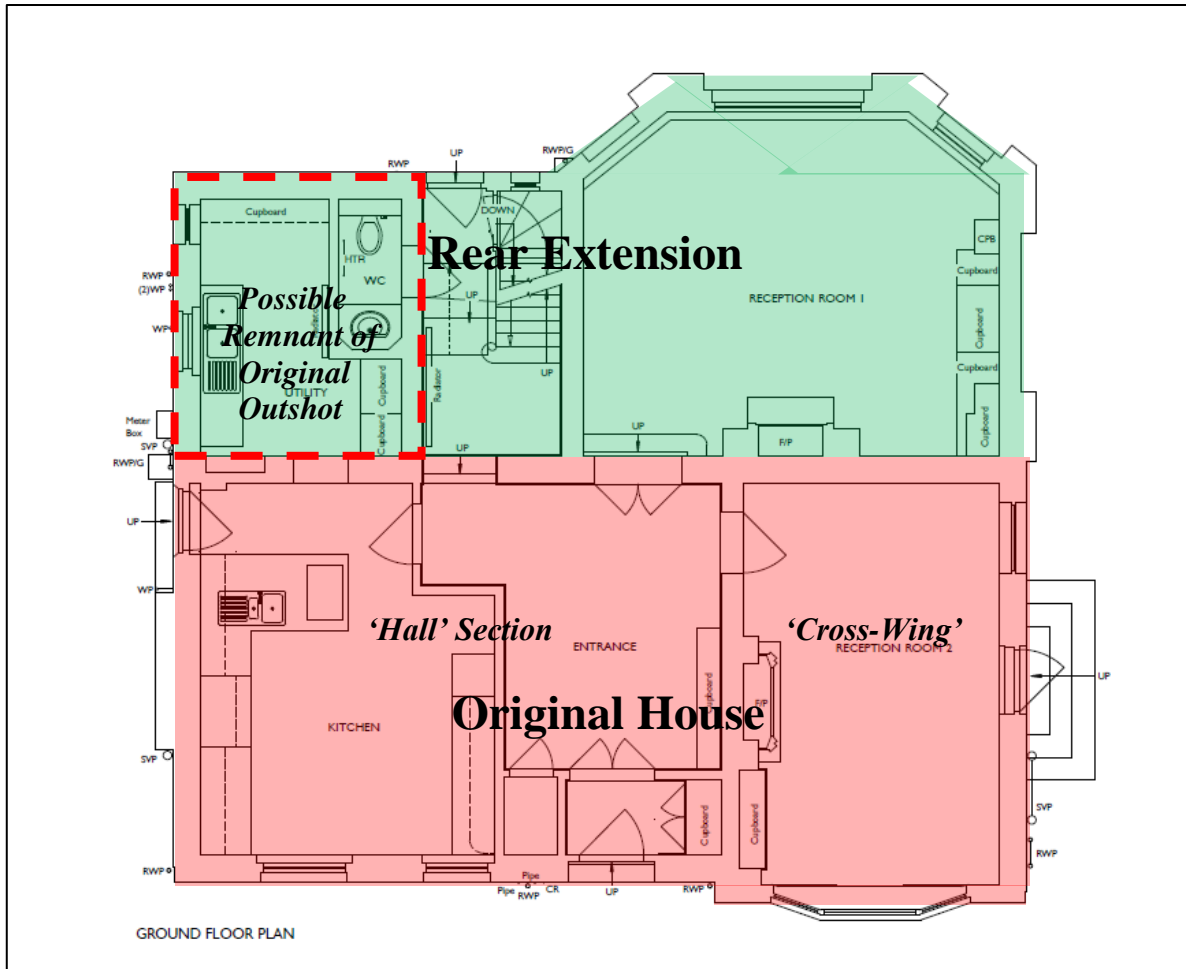 RWP
UP
RWP/G
Cupboard
DOWN
HTR
WC
Rear Extension
CPB
Cupboard
RECEPTION ROOM 1
RWP
(2)WP
WP
Possible
Remnant of
Original
Outshot
Radiator
UTILITY
UP
UP
Cupboard
Cupboard
Cupboard
Cupboard
Radiator
Cupboard
Cupboard
Meter
Box
SVP
RWP/G
UP
UP
F/P
UP
WP
'Hall' Section
'Cross-Wing'
ENTRANCE
RECEPTION ROOM 2
UP
Cupboard
F/P
Original House
KITCHEN
SVP
SVP
Cupboard
Cupboard
RWP
RWP
Pipe
Pipe
RWP
CR
UP
RWP
GROUND FLOOR PLAN